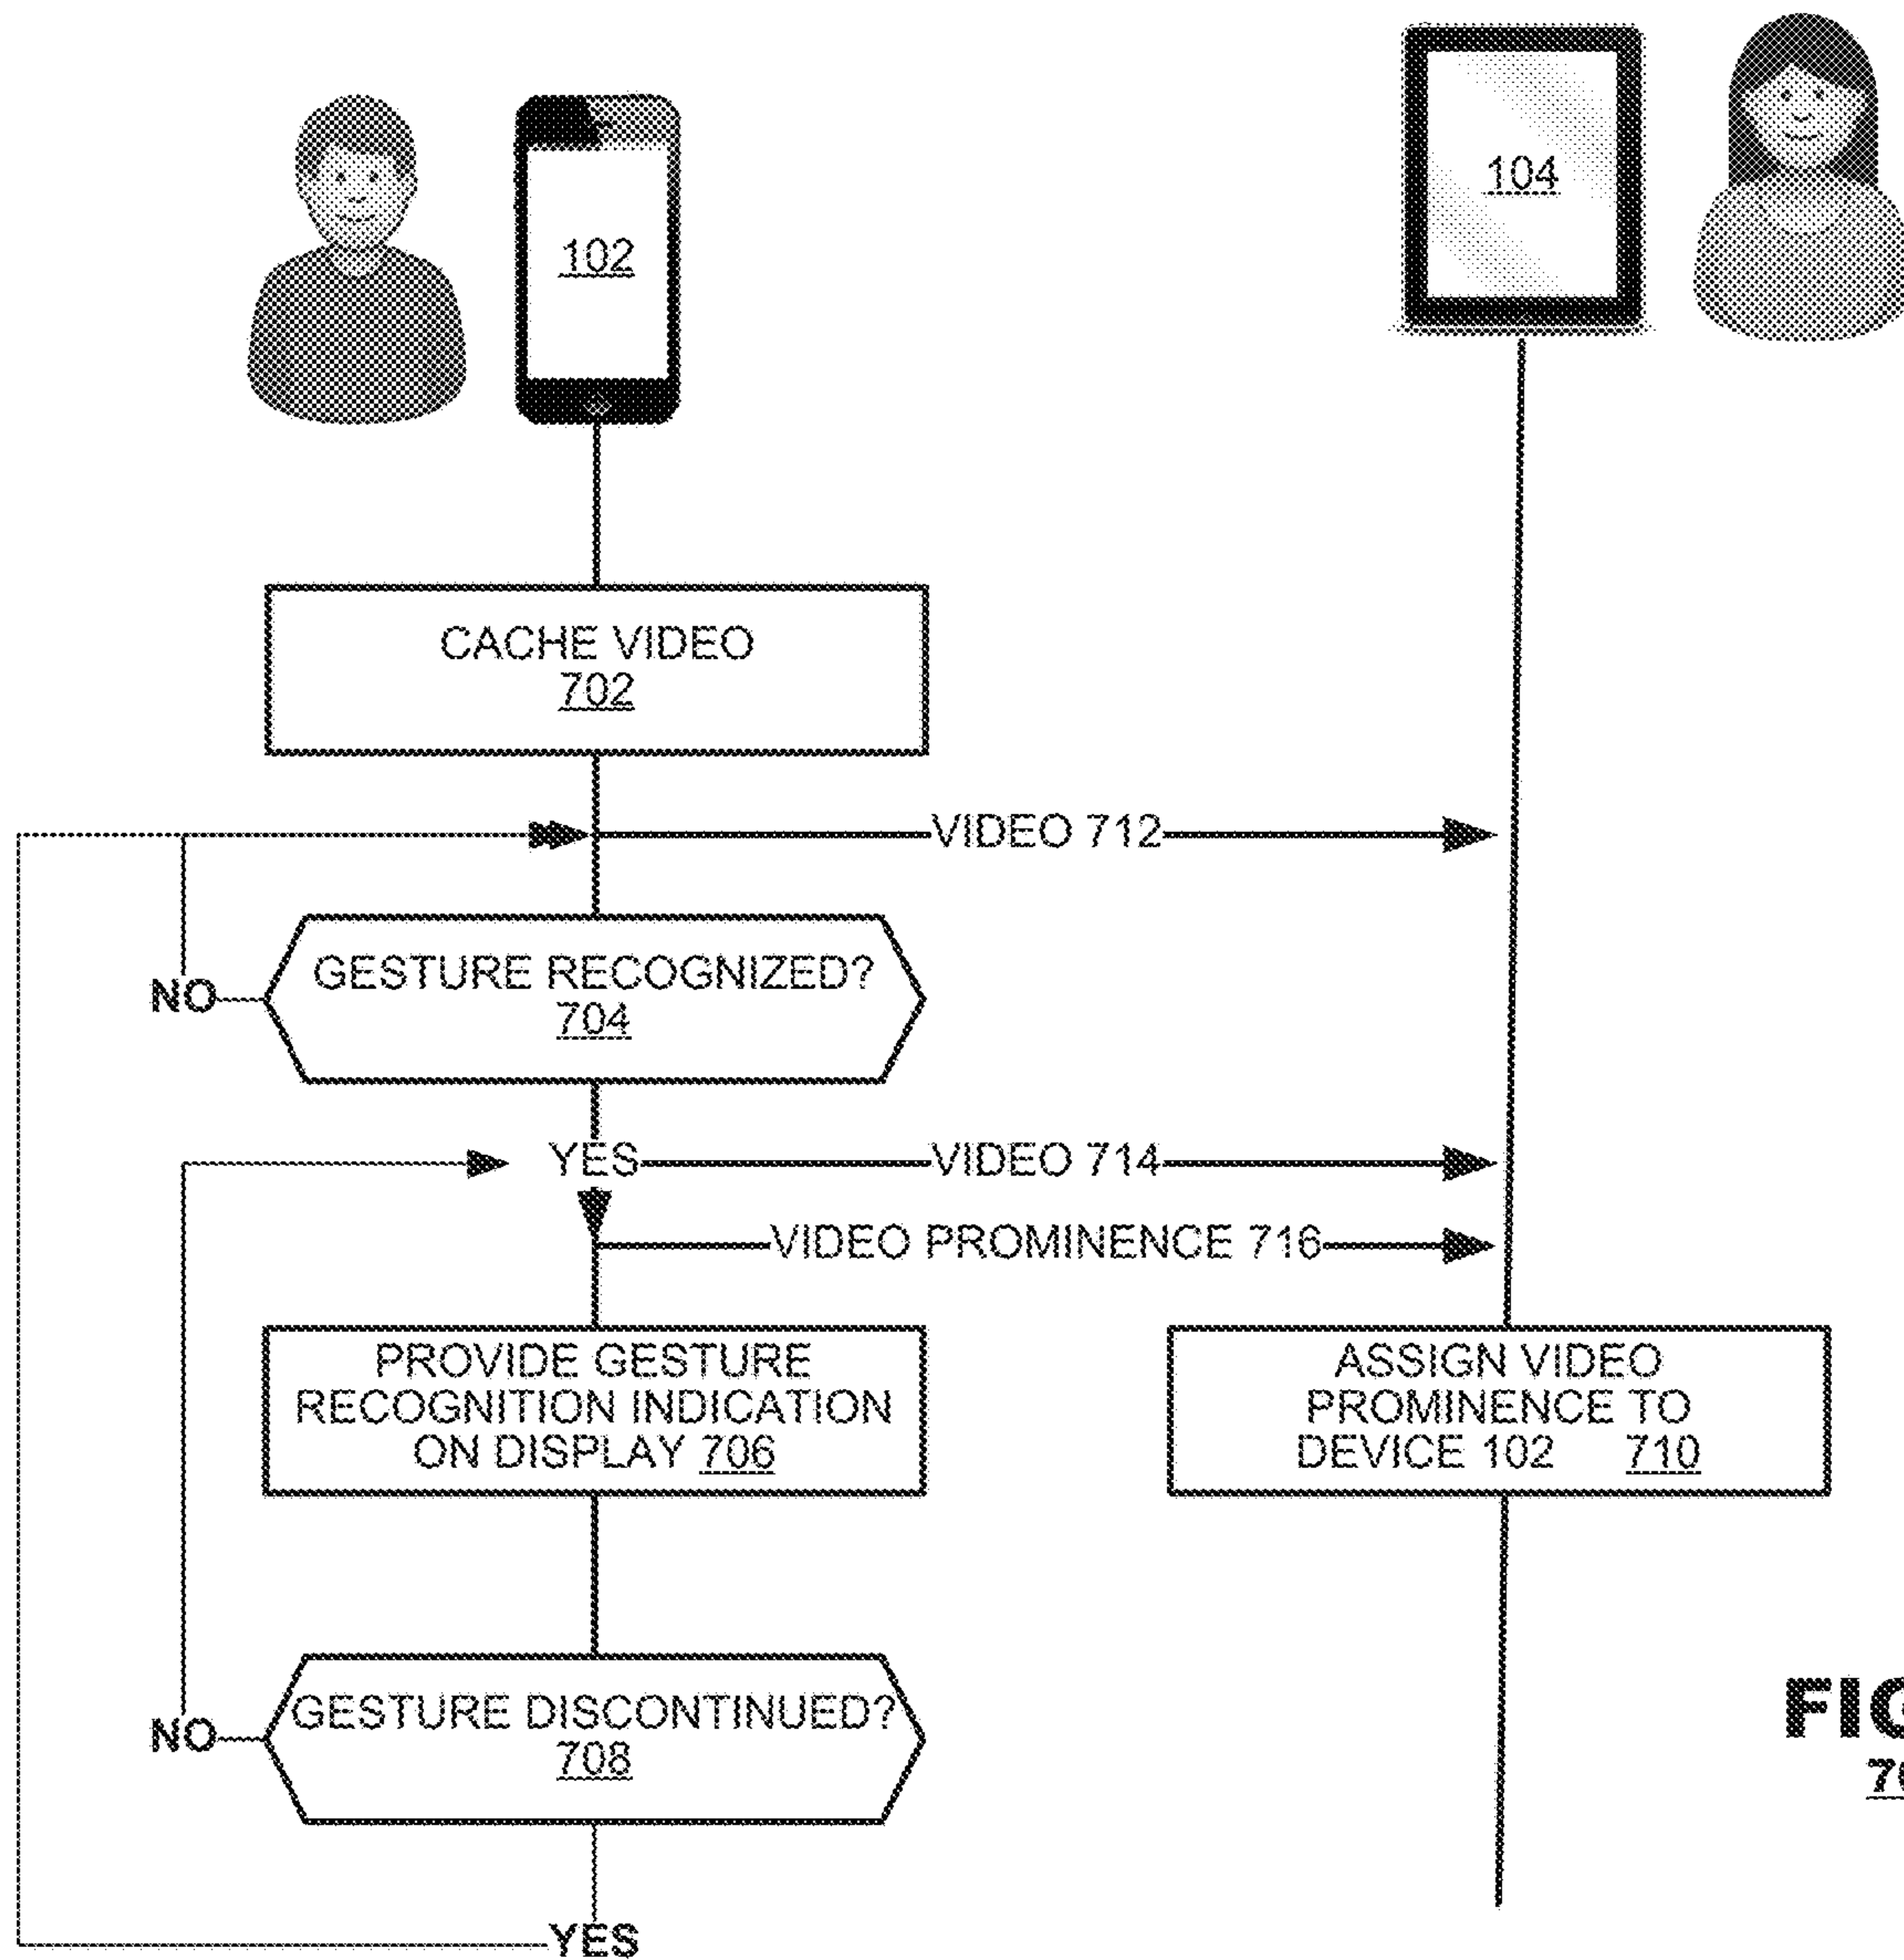 102
104
CACHE VIDEO
702
VIDEO 712
GESTURE RECOGNIZED?
704
NO
YES
VIDEO 714
VIDEO PROMINENCE 716
PROVIDE GESTURE
RECOGNITION INDICATION
ON DISPLAY 706
ASSIGN VIDEO
PROMINENCE TO
DEVICE 102 710
GESTURE DISCONTINUED?
708
NO
YES